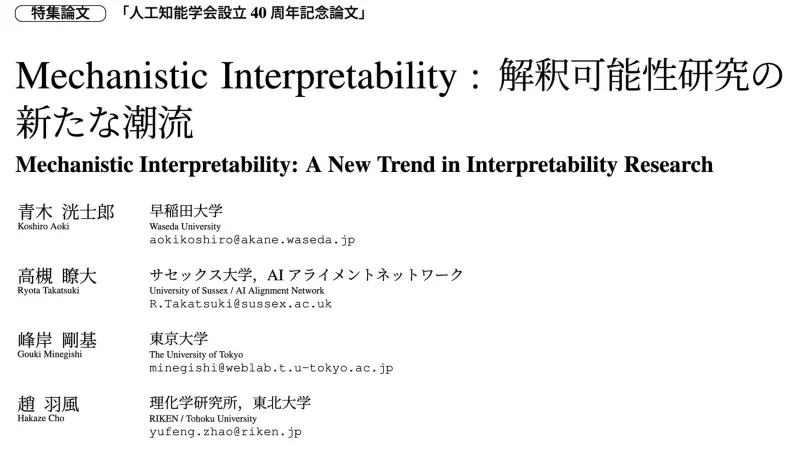 特集論文 「人工知能学会設立 40 周年記念論文」
Mechanistic Interpretability : 解釈可能性研究の
新たな潮流
Mechanistic Interpretability: A New Trend in Interpretability Research
青木 洸士郎 早稲田大学
Koshiro Aoki Waseda University
aokikoshiro@akane.waseda.jp
高槻 瞭大 サセックス大学，AI アライメントネットワーク
Ryota Takatsuki University of Sussex / AI Alignment Network
R.Takatsuki@sussex.ac.uk
峰岸 剛基 東京大学
Gouki Minegishi The University of Tokyo
minegishi@weblab.t.u-tokyo.ac.jp
趙 羽風 理化学研究所，東北大学
Hakaze Cho RIKEN / Tohoku University
yufeng.zhao@riken.jp